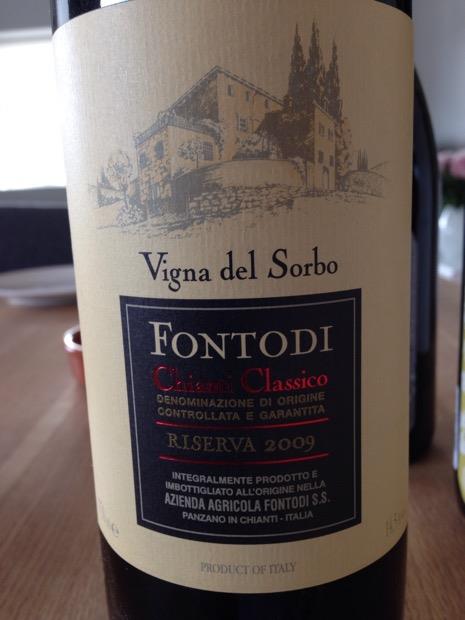 Vigna del Sorbo
FONTODI
Chianti Classico
DENOMINAZIONE DI ORIGINE
CONTROLLATA E GARANTITA
RISERVA 2009
INTEGRALMENTE PRODOTTO E
IMBOTTIGLIATO ALL'ORIGINE NELLA
AZIENDA AGRICOLA FONTODI S.S.
PANZANO IN CHIANTI - ITALIA
PRODUCT OF ITALY